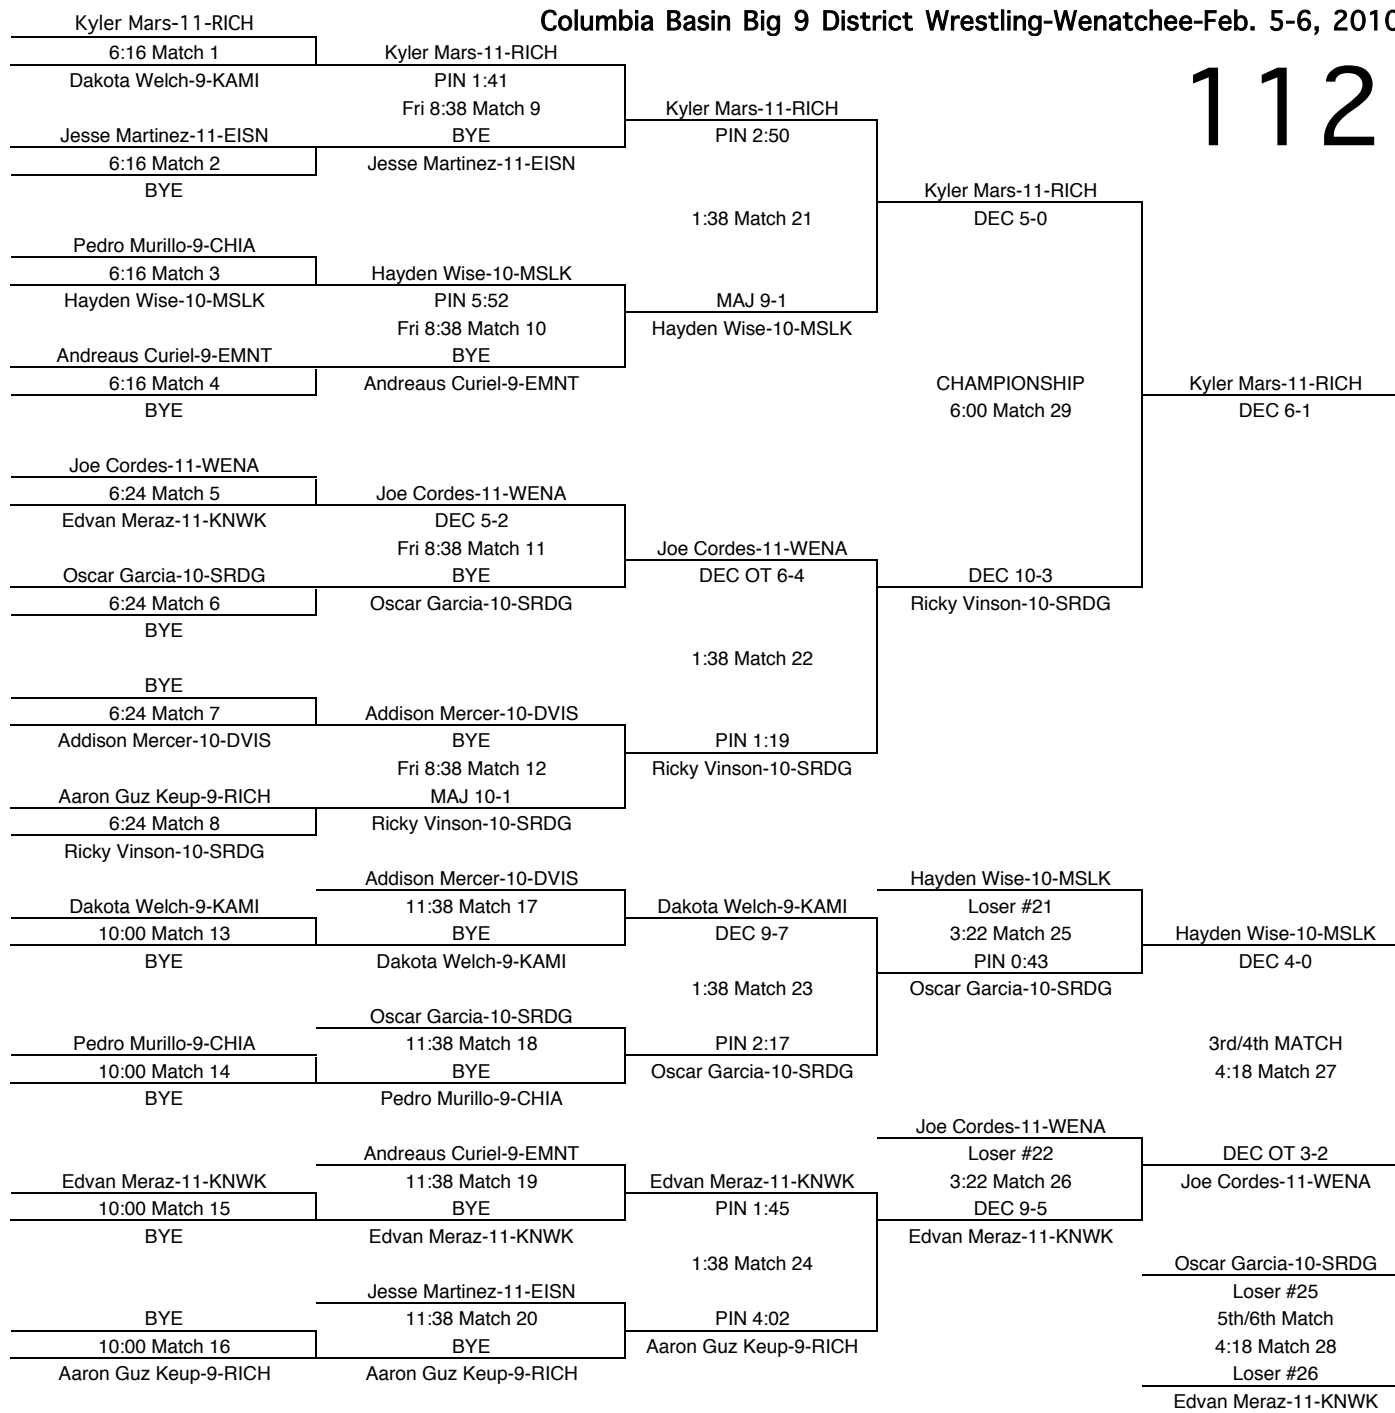 Columbia Basin Big 9 District Wrestling-Wenatchee-Feb. 5-6, 2010
112
Kyler Mars-11-RICH
6:16 Match 1
Dakota Welch-9-KAMI
Jesse Martinez-11-EISN
6:16 Match 2
BYE
Pedro Murillo-9-CHIA
6:16 Match 3
Hayden Wise-10-MSLK
Andreaus Curiel-9-EMNT
6:16 Match 4
BYE
Joe Cordes-11-WENA
6:24 Match 5
Edvan Meraz-11-KNWK
Oscar Garcia-10-SRDG
6:24 Match 6
BYE
BYE
6:24 Match 7
Addison Mercer-10-DVIS
Aaron Guz Keup-9-RICH
6:24 Match 8
Ricky Vinson-10-SRDG
Kyler Mars-11-RICH
PIN 1:41
Fri 8:38 Match 9
BYE
Jesse Martinez-11-EISN
Hayden Wise-10-MSLK
PIN 5:52
Fri 8:38 Match 10
BYE
Andreaus Curiel-9-EMNT
Joe Cordes-11-WENA
DEC 5-2
Fri 8:38 Match 11
BYE
Oscar Garcia-10-SRDG
Addison Mercer-10-DVIS
BYE
Fri 8:38 Match 12
MAJ 10-1
Ricky Vinson-10-SRDG
Kyler Mars-11-RICH
PIN 2:50
1:38 Match 21
MAJ 9-1
Hayden Wise-10-MSLK
Joe Cordes-11-WENA
DEC OT 6-4
1:38 Match 22
PIN 1:19
Ricky Vinson-10-SRDG
Kyler Mars-11-RICH
DEC 5-0
CHAMPIONSHIP
6:00 Match 29
DEC 10-3
Ricky Vinson-10-SRDG
Kyler Mars-11-RICH
DEC 6-1
Dakota Welch-9-KAMI
10:00 Match 13
BYE
Pedro Murillo-9-CHIA
10:00 Match 14
BYE
Edvan Meraz-11-KNWK
10:00 Match 15
BYE
BYE
10:00 Match 16
Aaron Guz Keup-9-RICH
Addison Mercer-10-DVIS
11:38 Match 17
BYE
Dakota Welch-9-KAMI
Oscar Garcia-10-SRDG
11:38 Match 18
BYE
Pedro Murillo-9-CHIA
Andreaus Curiel-9-EMNT
11:38 Match 19
BYE
Edvan Meraz-11-KNWK
Jesse Martinez-11-EISN
11:38 Match 20
BYE
Aaron Guz Keup-9-RICH
Dakota Welch-9-KAMI
DEC 9-7
1:38 Match 23
PIN 2:17
Oscar Garcia-10-SRDG
Edvan Meraz-11-KNWK
PIN 1:45
1:38 Match 24
PIN 4:02
Aaron Guz Keup-9-RICH
Hayden Wise-10-MSLK
Loser #21
3:22 Match 25
PIN 0:43
Oscar Garcia-10-SRDG
Joe Cordes-11-WENA
Loser #22
3:22 Match 26
DEC 9-5
Edvan Meraz-11-KNWK
Hayden Wise-10-MSLK
DEC 4-0
3rd/4th MATCH
4:18 Match 27
DEC OT 3-2
Joe Cordes-11-WENA
Oscar Garcia-10-SRDG
Loser #25
5th/6th Match
4:18 Match 28
Loser #26
Edvan Meraz-11-KNWK